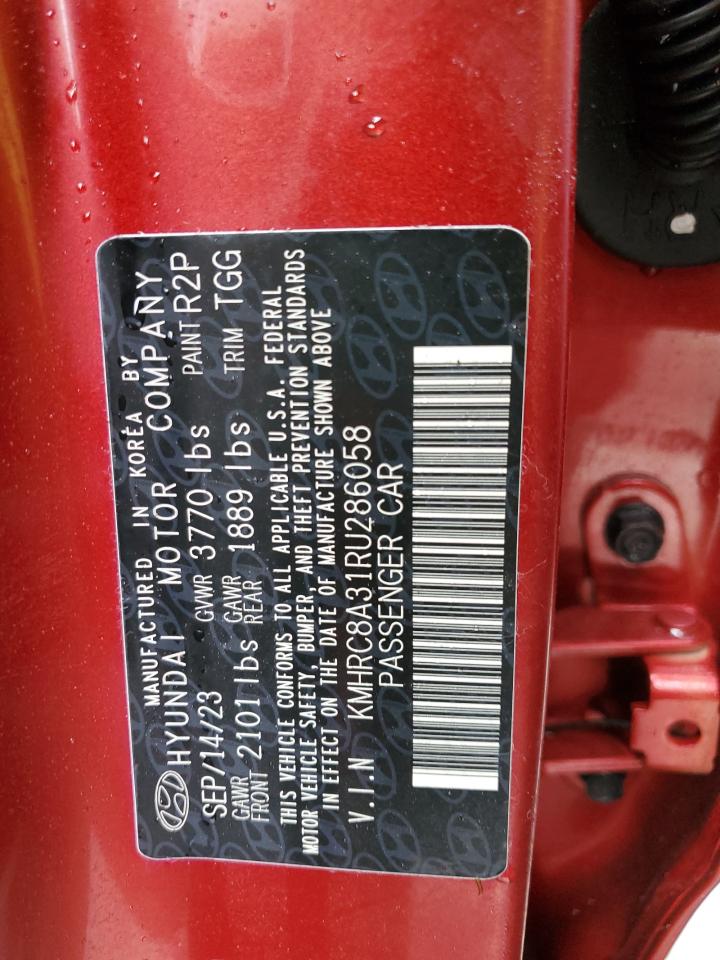 MANUFACTURED IN KOREA BY
HYUNDAI MOTOR COMPANY
SEP/14/23 GVWR 3770 lbs PAINT R2P
GAWR FRONT 2101 lbs GAWR REAR 1889 lbs TRIM TGG
THIS VEHICLE CONFORMS TO ALL APPLICABLE U.S.A. FEDERAL
MOTOR VEHICLE SAFETY, BUMPER, AND THEFT PREVENTION STANDARDS
IN EFFECT ON THE DATE OF MANUFACTURE SHOWN ABOVE
V.I.N KMHRC8A31RU286058
PASSENGER CAR